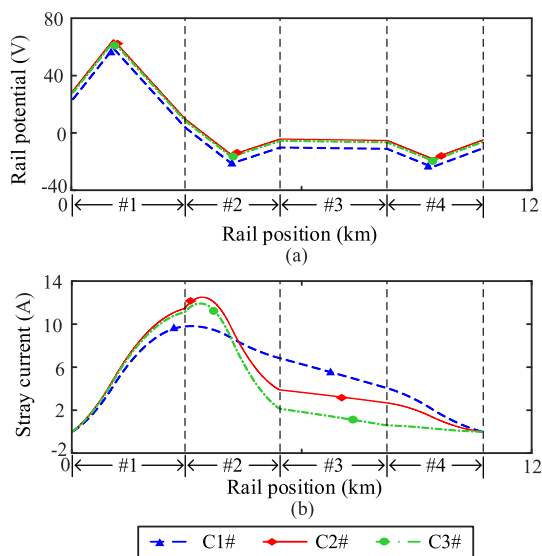 80
40
0
-40
Rail potential (V)
0
#1
#2
#3
#4
12
Rail position (km)
(a)
14
10
6
2
-2
Stray current (A)
0
#1
#2
#3
#4
12
Rail position (km)
(b)
C1#
C2#
C3#